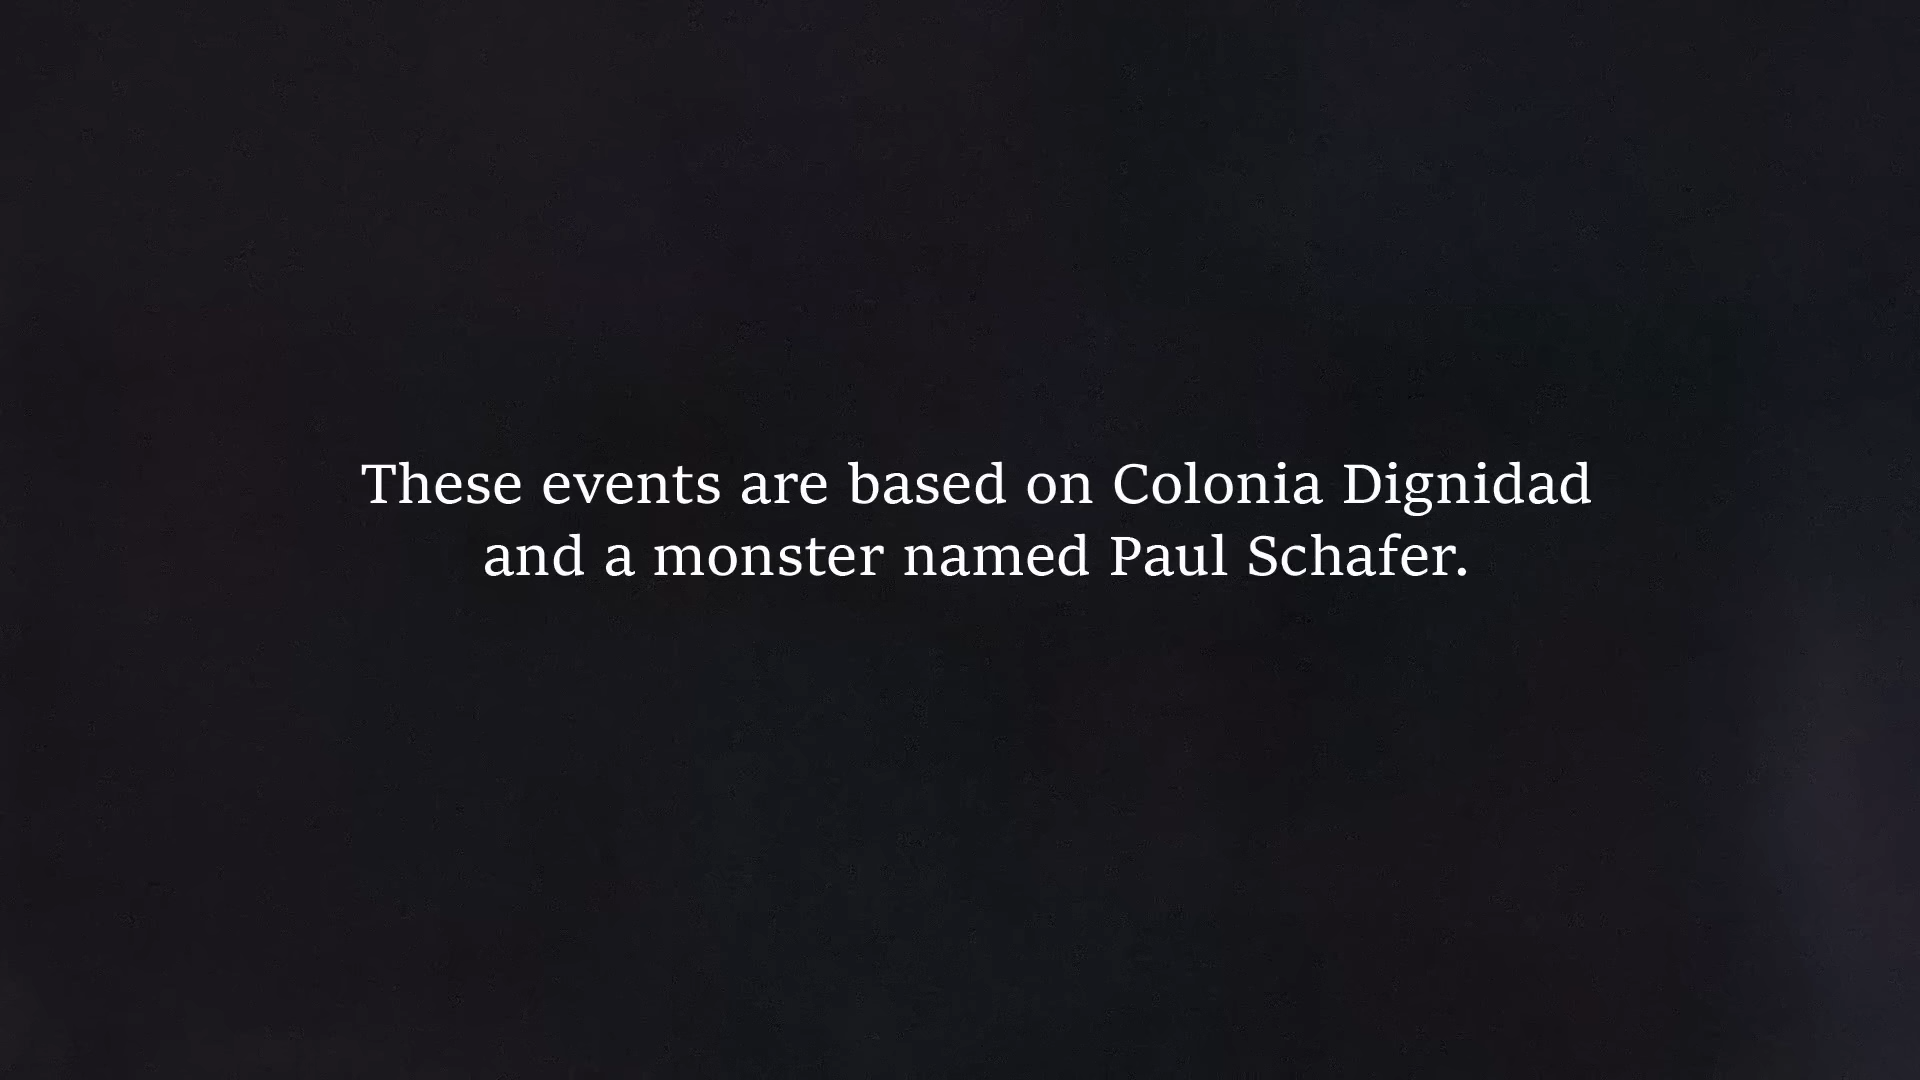 These events are based on Colonia Dignidad
and a monster named Paul Schafer.